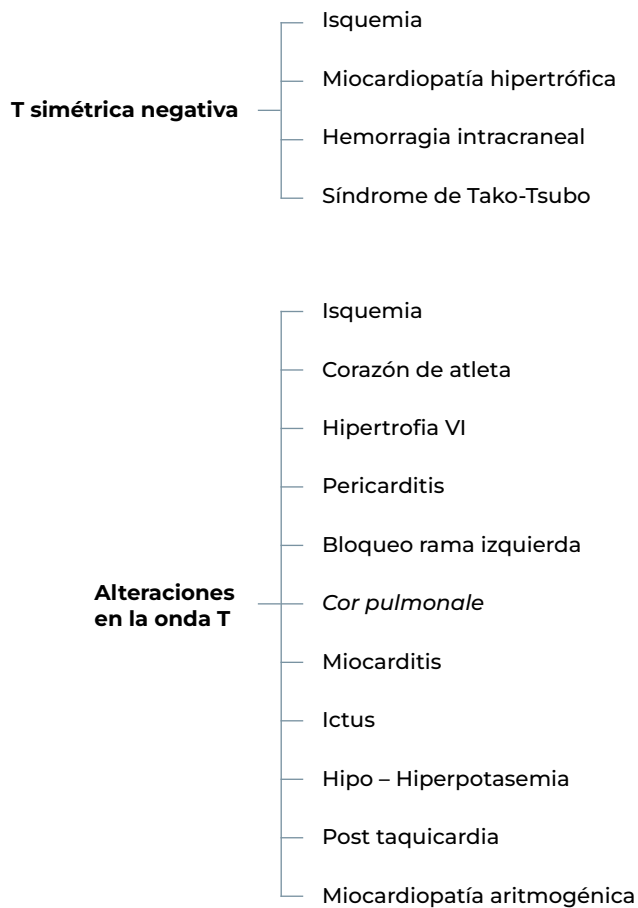 T simétrica negativa
Isquemia
Miocardiopatía hipertrófica
Hemorragia intracraneal
Síndrome de Tako-Tsubo
Alteraciones
en la onda T
Isquemia
Corazón de atleta
Hipertrofia VI
Pericarditis
Bloqueo rama izquierda
Cor pulmonale
Miocarditis
Ictus
Hipo – Hiperpotasemia
Post taquicardia
Miocardiopatía aritmogénica